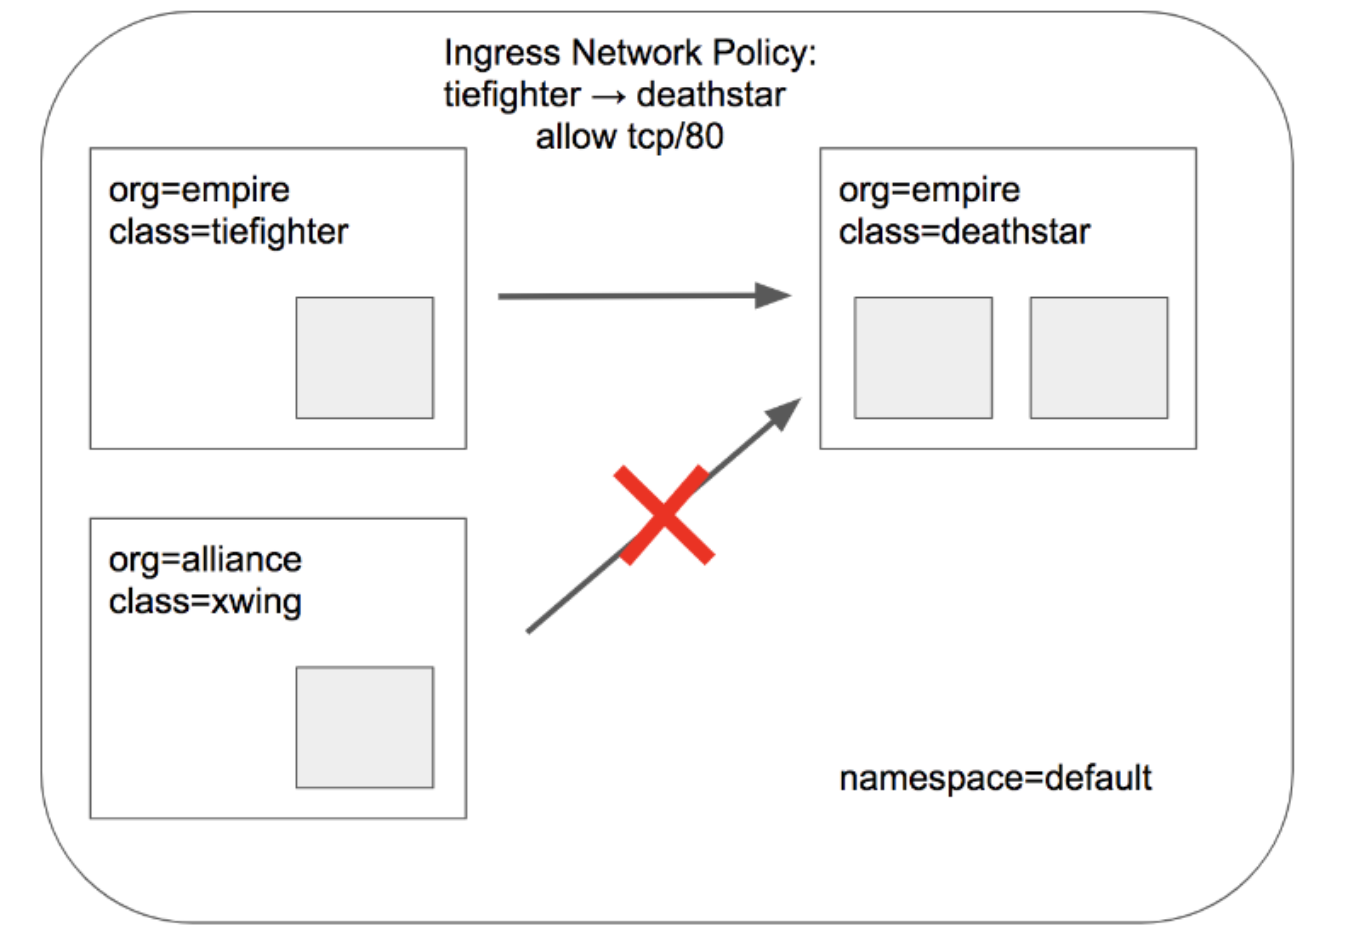 Ingress Network Policy:
tiefighter → deathstar
allow tcp/80
org=empire
class=tiefighter
org=empire
class=deathstar
org=alliance
class=xwing
namespace=default